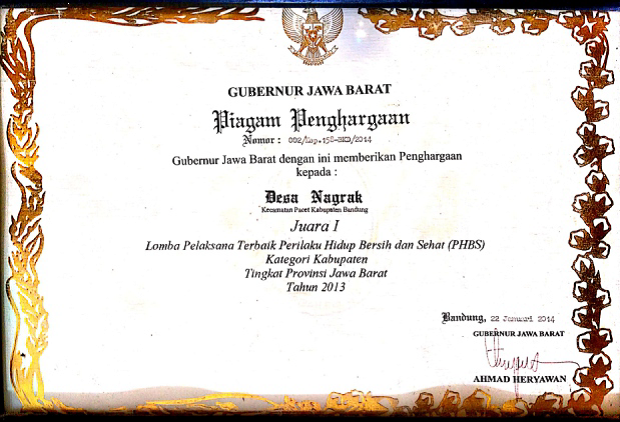 GUBERNUR JAWA BARAT
Piagam Penghargaan
Nomor : 002/Kep.158-BKD/2014
Gubernur Jawa Barat dengan ini memberikan Penghargaan
kepada :
Desa Nagrak
Kecamatan Pacet Kabupaten Bandung
Juara I
Lomba Pelaksana Terbaik Perilaku Hidup Bersih dan Sehat (PHBS)
Kategori Kabupaten
Tingkat Provinsi Jawa Barat
Tahun 2013
Bandung, 22 Januari 2014
GUBERNUR JAWA BARAT
AHMAD HERYAWAN